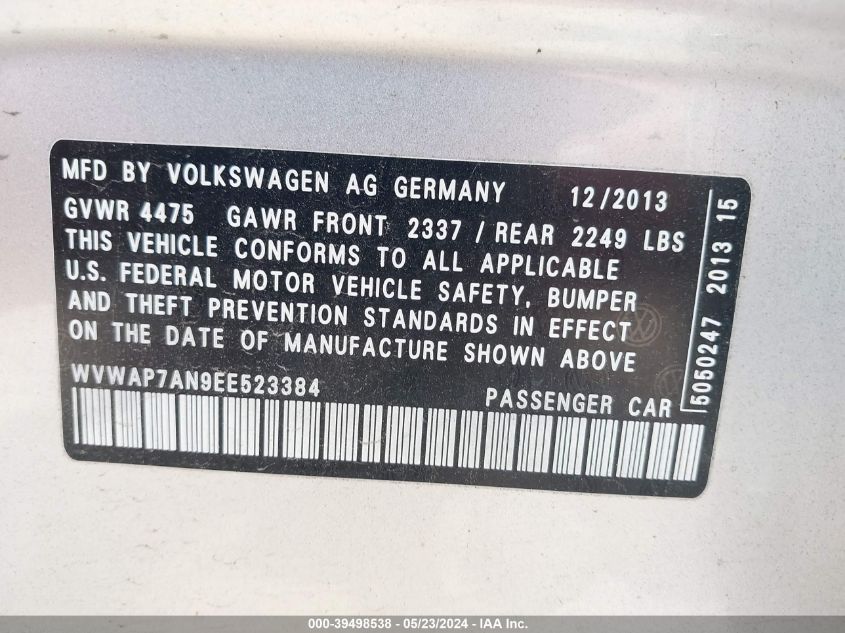 MFD BY VOLKSWAGEN AG GERMANY 12/2013
GVWR 4475 GAWR FRONT 2337 / REAR 2249 LBS
THIS VEHICLE CONFORMS TO ALL APPLICABLE
U.S. FEDERAL MOTOR VEHICLE SAFETY, BUMPER
AND THEFT PREVENTION STANDARDS IN EFFECT
ON THE DATE OF MANUFACTURE SHOWN ABOVE.
WVWAP7AN9EE523384 PASSENGER CAR
5050247 2013 15
000-39498538 - 05/23/2024 - IAA Inc.